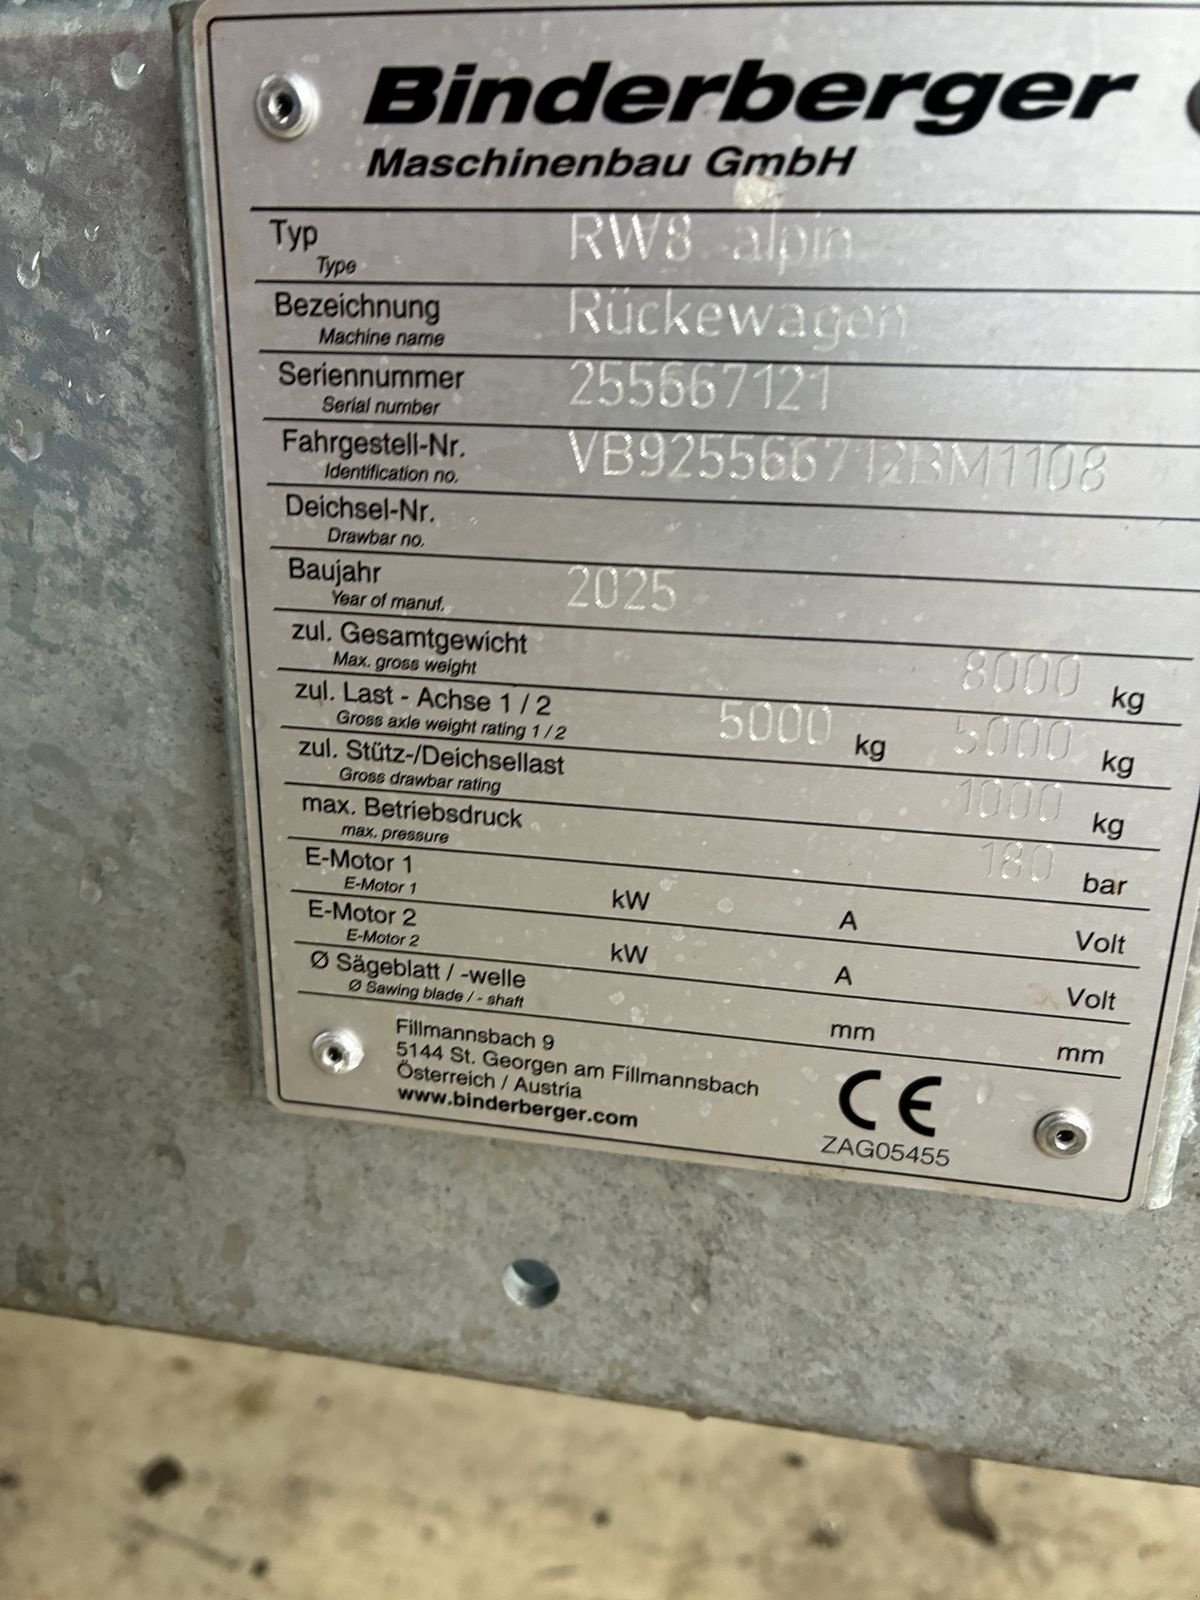 Binderberger
Maschinenbau GmbH
Typ RW8 alpin
Type
Bezeichnung Rückewagen
Machine name
Seriennummer 255667121
Serial number
Fahrgestell-Nr. VB925566712BM1108
Identification no.
Deichsel-Nr.
Drawbar no.
Baujahr 2025
Year of manuf.
zul. Gesamtgewicht 8000 kg
Max. gross weight
zul. Last - Achse 1 / 2 5000 kg 5000 kg
Gross axle weight rating 1 / 2
zul. Stütz-/Deichsellast 1000 kg
Gross drawbar rating
max. Betriebsdruck 180 bar
max. pressure
E-Motor 1 kW A Volt
E-Motor 1
E-Motor 2 kW A Volt
E-Motor 2
Ø Sägeblatt / -welle mm mm
Ø Sawing blade / - shaft
Fillmannsbach 9
5144 St. Georgen am Fillmannsbach
Österreich / Austria
www.binderberger.com
CE
ZAG05455